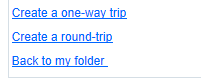 Create a one-way trip
Create a round-trip
Back to my folder